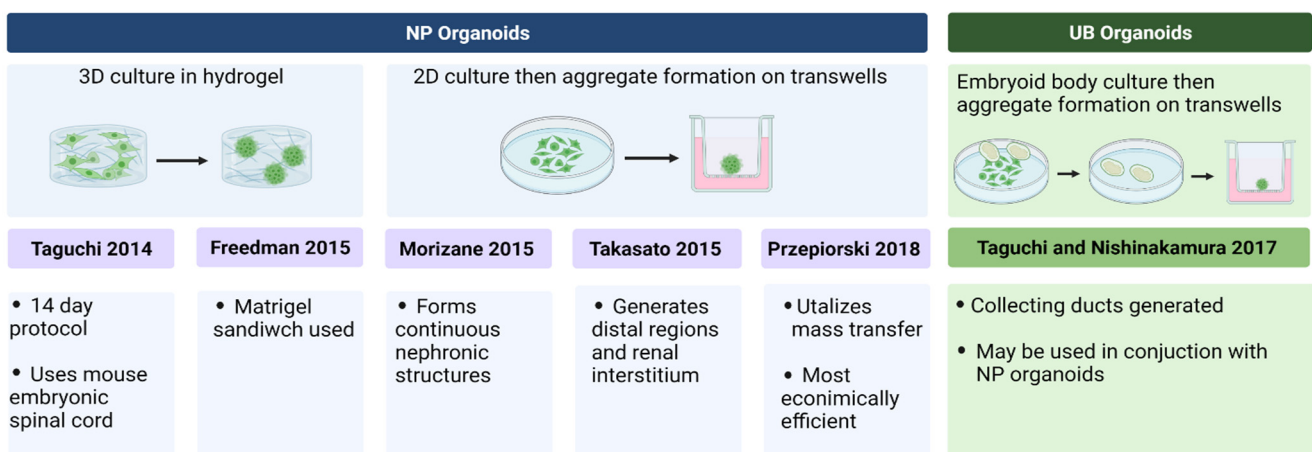 NP Organoids
UB Organoids
3D culture in hydrogel
2D culture then aggregate formation on transwells
Embryoid body culture then
aggregate formation on transwells
Taguchi 2014
Freedman 2015
Morizane 2015
Takasato 2015
Przepiorski 2018
Taguchi and Nishinakamura 2017
• 14 day
protocol
• Uses mouse
embryonic
spinal cord
• Matrigel
sandiwch used
• Forms
continuous
nephronic
structures
• Generates
distal regions
and renal
interstitium
•Utalizes
mass transfer
• Most
econimically
efficient
• Collecting ducts generated
• May be used in conjuction with
NP organoids